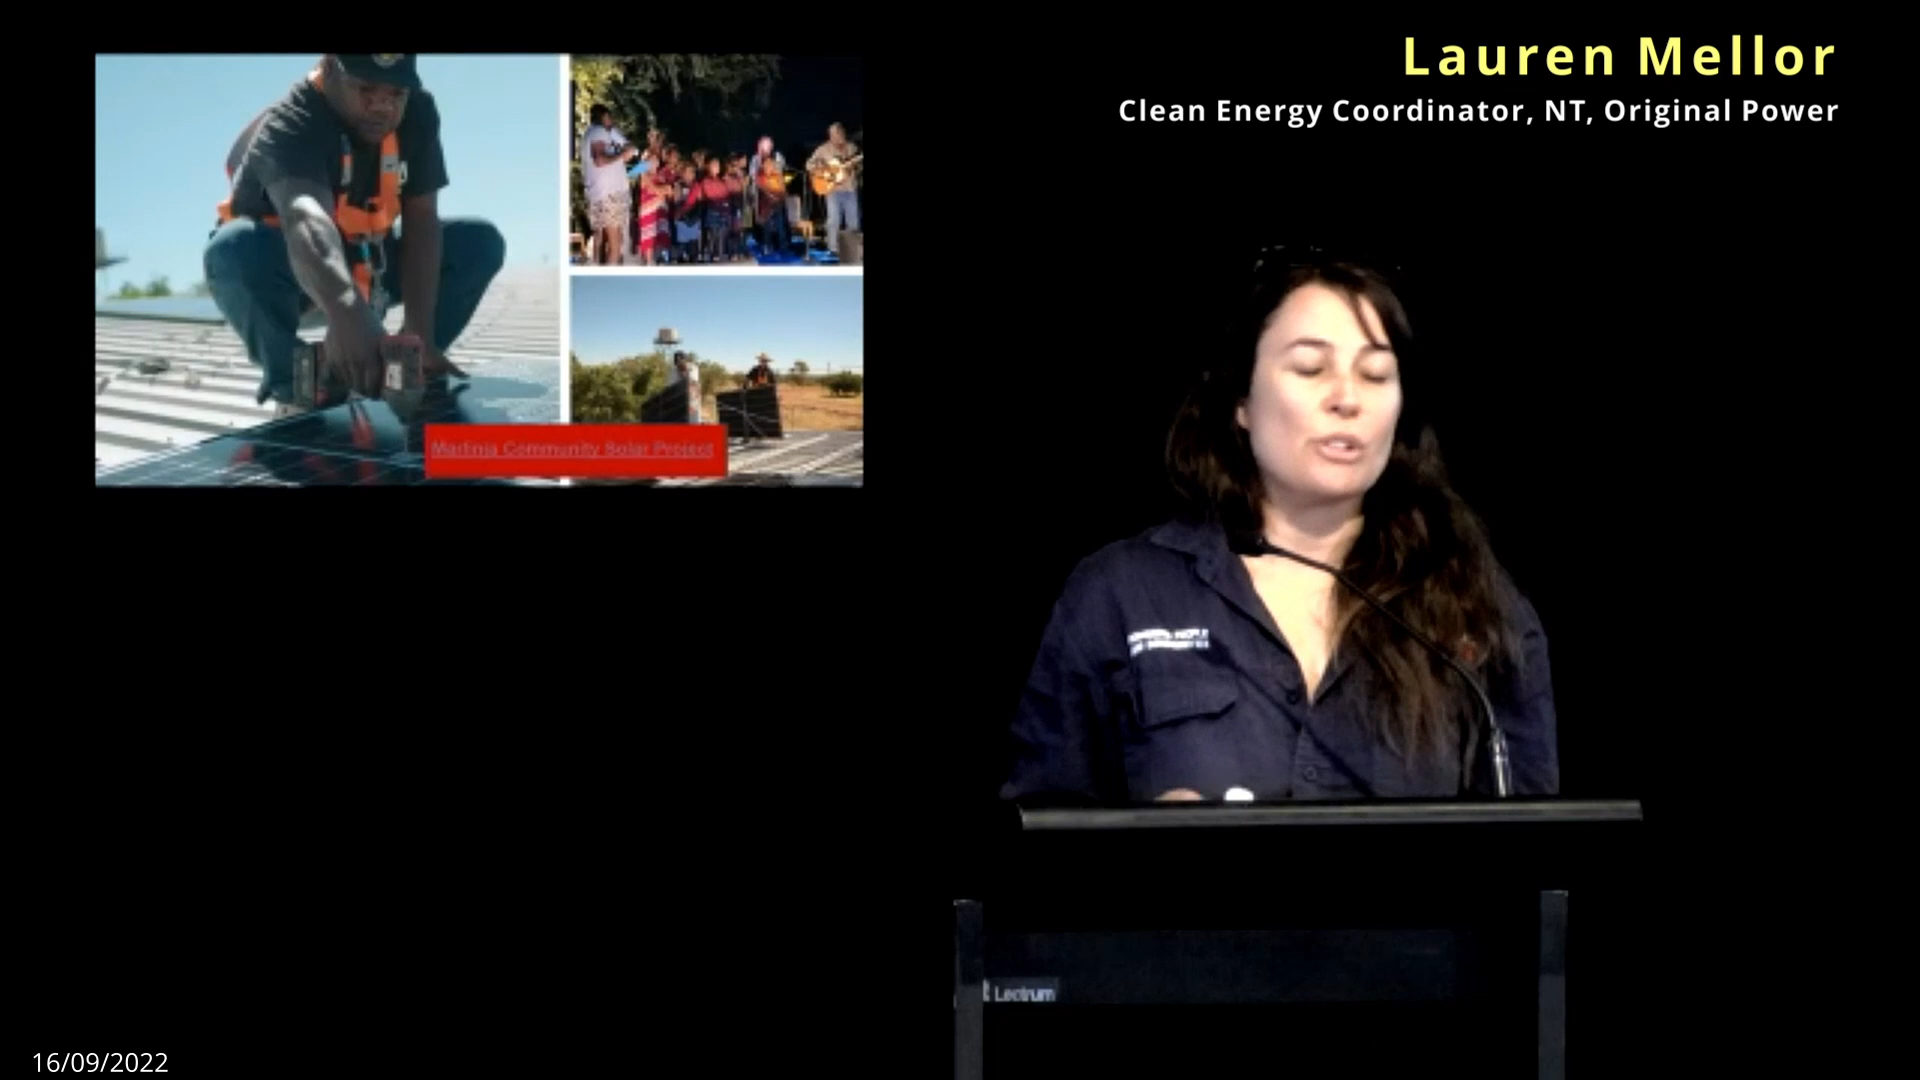 Lauren Mellor
Clean Energy Coordinator, NT, Original Power
Marlinja Community Solar Project
Lectrum
16/09/2022